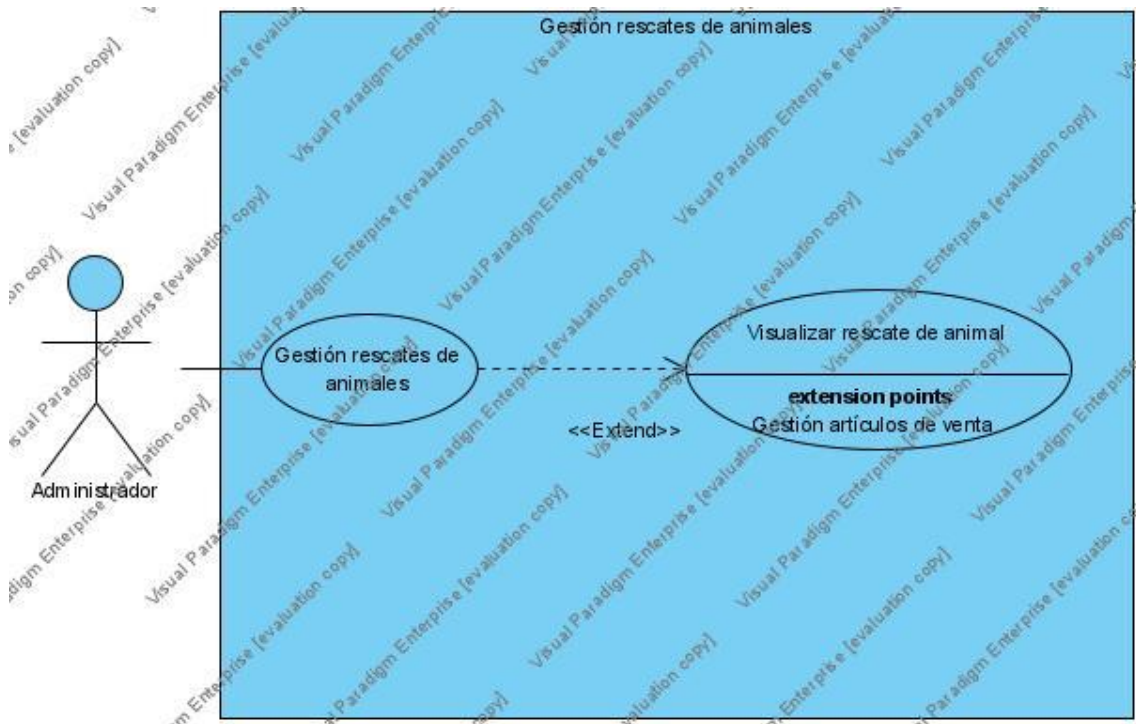 Gestión rescates de animales
Gestión rescates de
animales
Visualizar rescate de animal
extension points
Gestión artículos de venta
<<Extend>>
Administrador
Visual Paradigm Enterprise [evaluation copy]